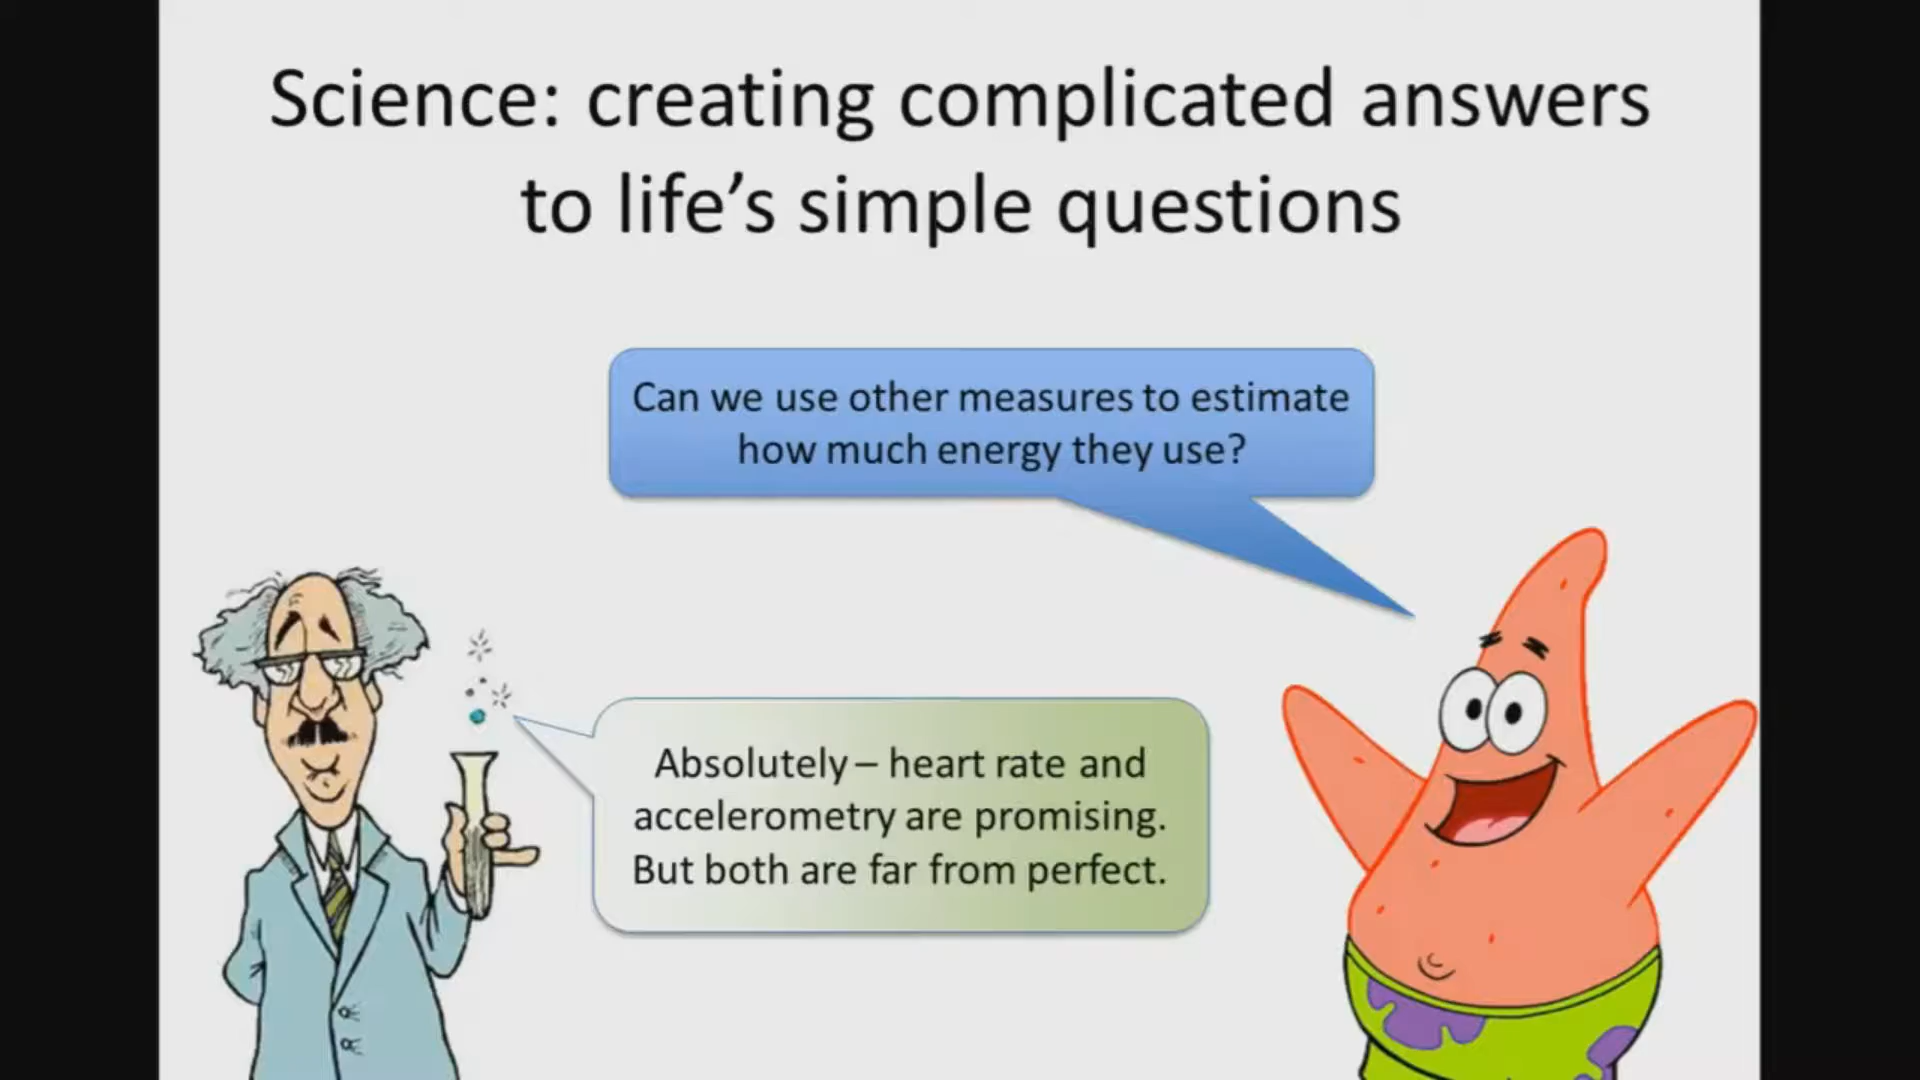 Science: creating complicated answers
to life’s simple questions
Can we use other measures to estimate
how much energy they use?
Absolutely – heart rate and
accelerometry are promising.
But both are far from perfect.